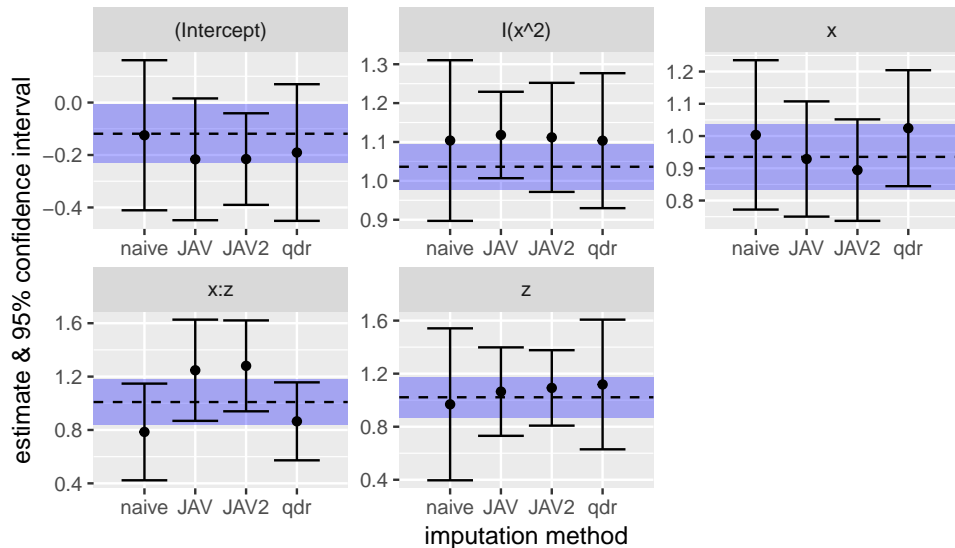 (Intercept)
I(x^2)
x
0.0
−0.2
−0.4
1.3
1.2
1.1
1.0
0.9
1.2
1.1
1.0
0.9
0.8
naive JAV JAV2 qdr
naive JAV JAV2 qdr
naive JAV JAV2 qdr
x:z
z
1.6
1.2
0.8
0.4
1.6
1.2
0.8
0.4
naive JAV JAV2 qdr
naive JAV JAV2 qdr
estimate & 95% confidence interval
imputation method